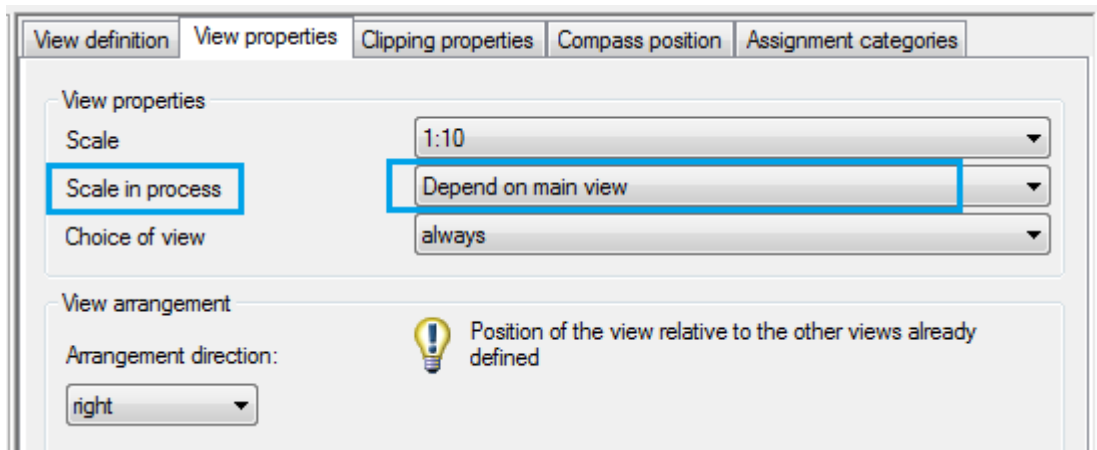 View definition View properties Clipping properties Compass position Assignment categories
View properties
Scale 1:10
Scale in process Depend on main view
Choice of view always
View arrangement
Position of the view relative to the other views already
defined
Arrangement direction:
right